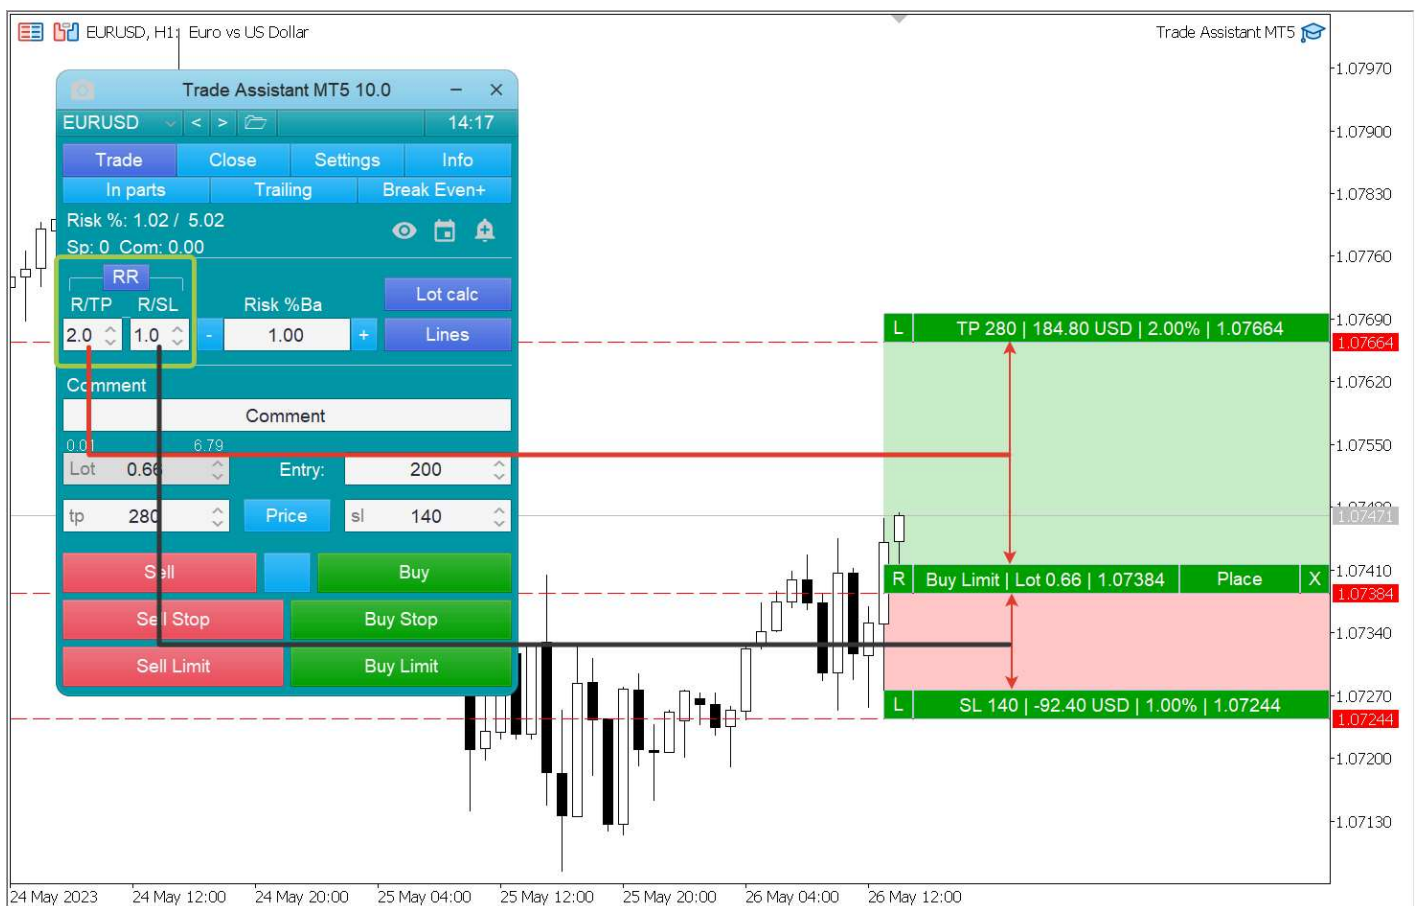 EURUSD, H1: Euro vs US Dollar
Trade Assistant MT5
Trade Assistant MT5 10.0
EURUSD < > 14:17
Trade Close Settings Info
In parts Trailing Break Even+
Risk %: 1.02 / 5.02
Sp: 0 Com: 0.00
RR
R/TP R/SL Risk %Ba Lot calc
2.0 1.0 - 1.00 + Lines
Comment
Comment
0.01 6.79
Lot 0.66 Entry: 200
tp 280 Price sl 140
Sell Buy
Sell Stop Buy Stop
Sell Limit Buy Limit
L TP 280 | 184.80 USD | 2.00% | 1.07664
R Buy Limit | Lot 0.66 | 1.07384 Place X
L SL 140 | -92.40 USD | 1.00% | 1.07244
1.07970
1.07900
1.07830
1.07760
1.07690
1.07664
1.07620
1.07550
1.07471
1.07410
1.07384
1.07340
1.07270
1.07244
1.07200
1.07130
24 May 2023 24 May 12:00 24 May 20:00 25 May 04:00 25 May 12:00 25 May 20:00 26 May 04:00 26 May 12:00